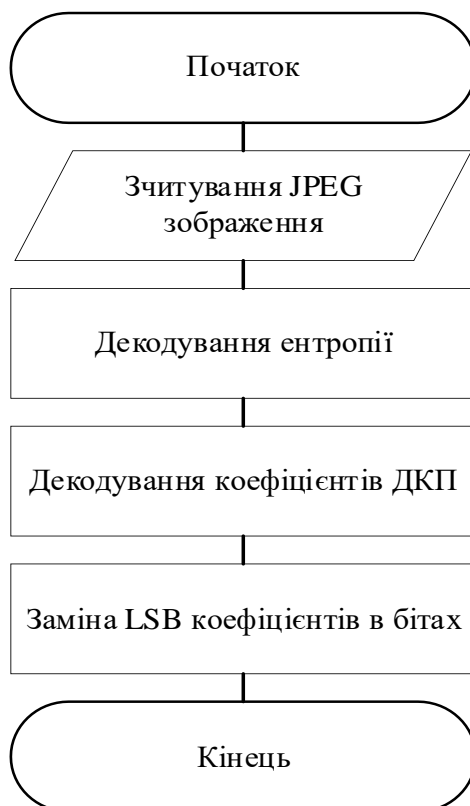 Початок
Зчитування JPEG
зображення
Декодування ентропії
Декодування коефіцієнтів ДКП
Заміна LSB коефіцієнтів в бітах
Кінець